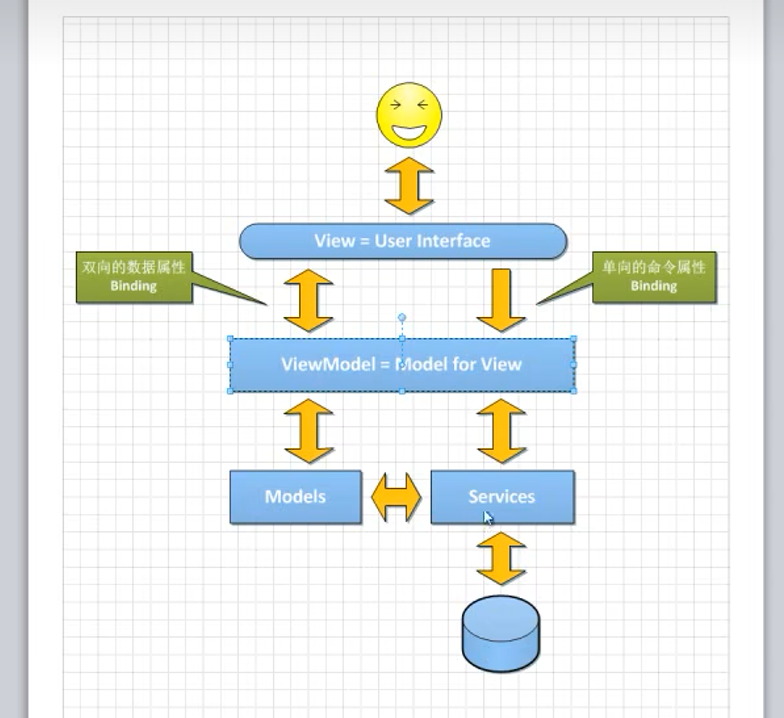 View = User Interface
双向的数据属性
Binding
单向的命令属性
Binding
ViewModel = Model for View
Models
Services